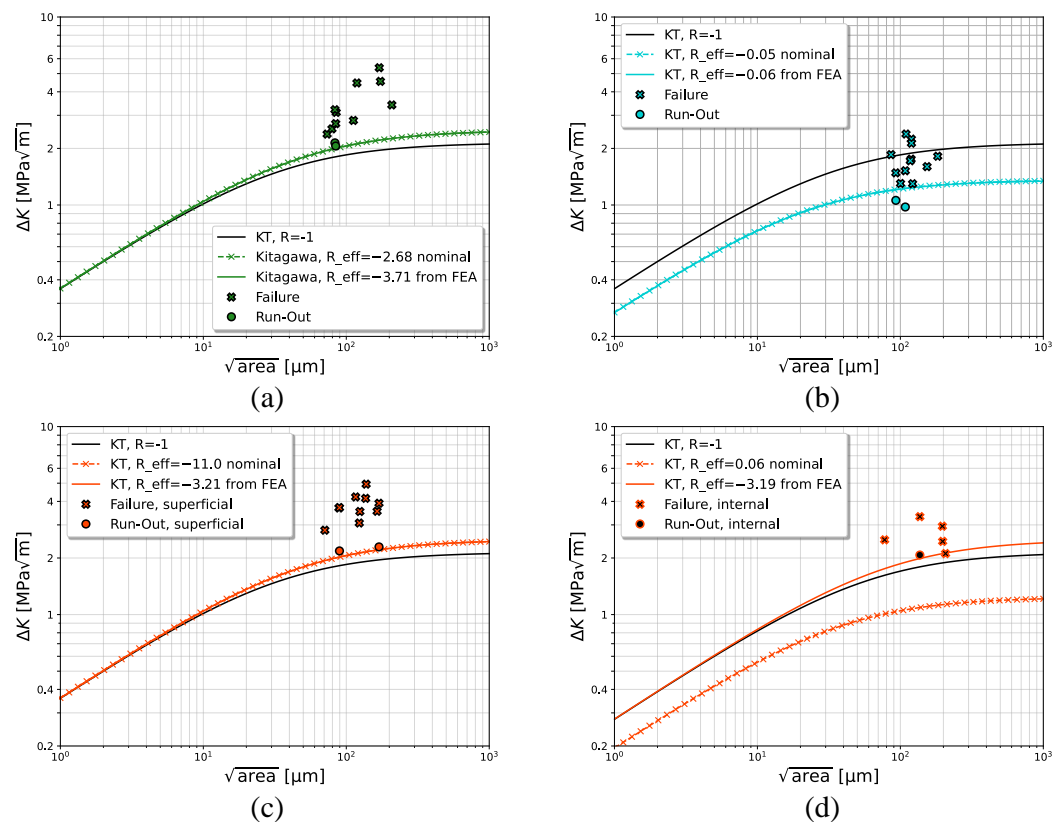 10
6
4
2
1
0.4
0.2
ΔK [MPa√m]
KT, R=-1
Kitagawa, R_eff=−2.68 nominal
Kitagawa, R_eff=−3.71 from FEA
Failure
Run-Out
10⁰
10¹
10²
10³
√area [µm]
(a)
10
6
4
2
1
0.4
0.2
ΔK [MPa√m]
KT, R=-1
KT, R_eff=−0.05 nominal
KT, R_eff=−0.06 from FEA
Failure
Run-Out
10⁰
10¹
10²
10³
√area [µm]
(b)
10
6
4
2
1
0.4
0.2
ΔK [MPa√m]
KT, R=-1
KT, R_eff=−11.0 nominal
KT, R_eff=−3.21 from FEA
Failure, superficial
Run-Out, superficial
10⁰
10¹
10²
10³
√area [µm]
(c)
10
6
4
2
1
0.4
0.2
ΔK [MPa√m]
KT, R=-1
KT, R_eff=0.06 nominal
KT, R_eff=−3.19 from FEA
Failure, internal
Run-Out, internal
10⁰
10¹
10²
10³
√area [µm]
(d)